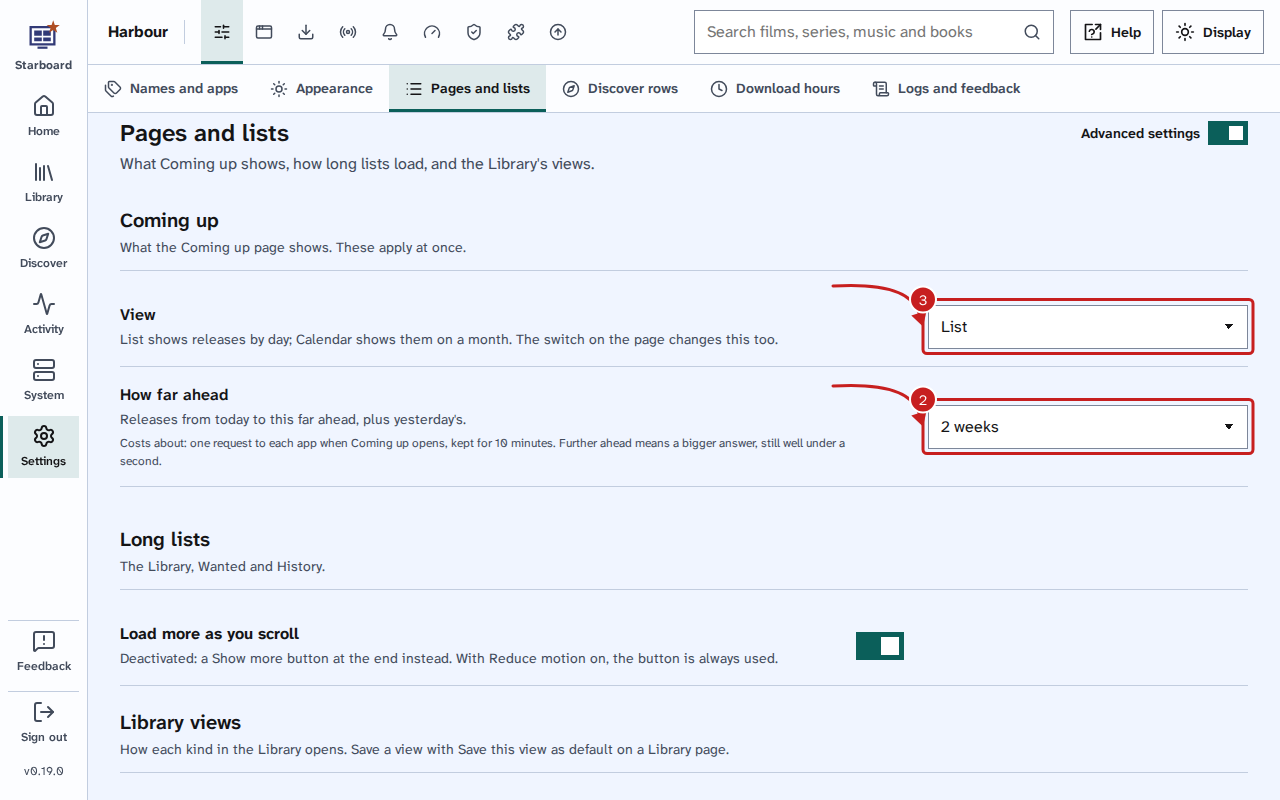 Starboard
Home
Library
Discover
Activity
System
Settings
Feedback
Sign out
v0.19.0
Harbour
Search films, series, music and books
Help
Display
Names and apps
Appearance
Pages and lists
Discover rows
Download hours
Logs and feedback
Pages and lists
Advanced settings
What Coming up shows, how long lists load, and the Library's views.
Coming up
What the Coming up page shows. These apply at once.
View
List shows releases by day; Calendar shows them on a month. The switch on the page changes this too.
3
List
How far ahead
Releases from today to this far ahead, plus yesterday's.
Costs about: one request to each app when Coming up opens, kept for 10 minutes. Further ahead means a bigger answer, still well under a
second.
2
2 weeks
Long lists
The Library, Wanted and History.
Load more as you scroll
Deactivated: a Show more button at the end instead. With Reduce motion on, the button is always used.
Library views
How each kind in the Library opens. Save a view with Save this view as default on a Library page.